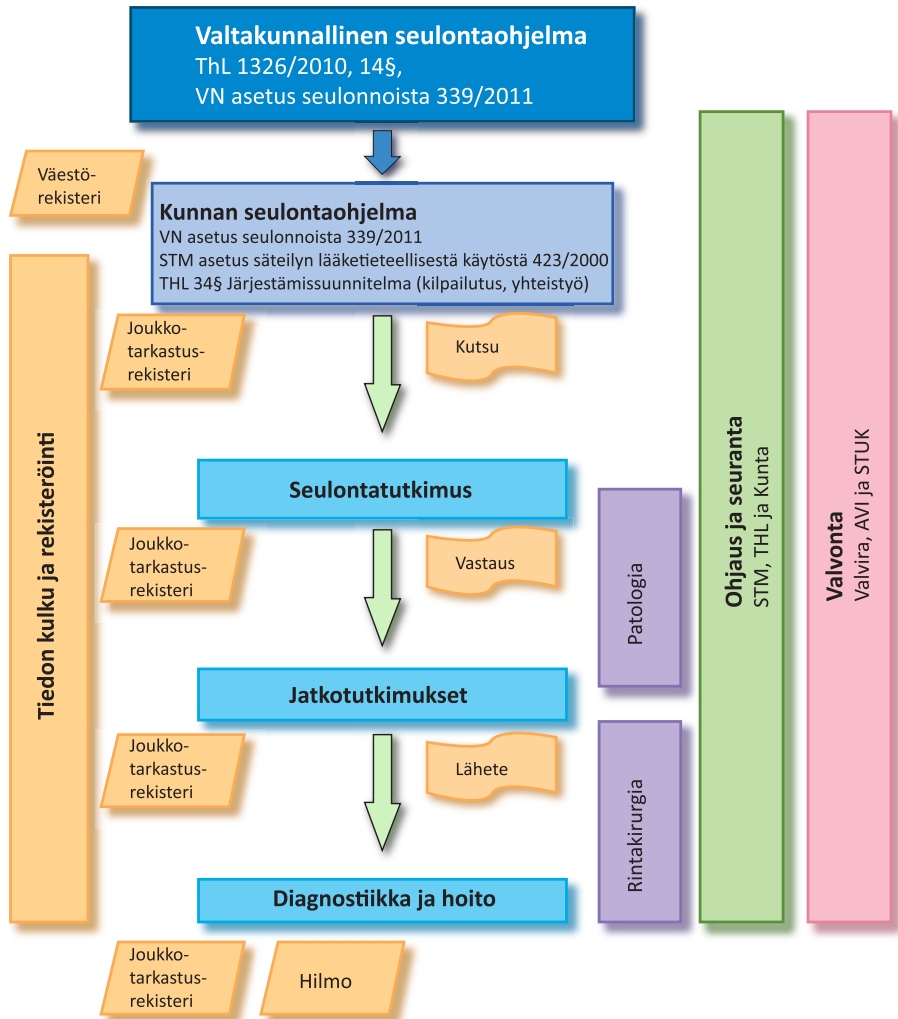 Valtakunnallinen seulontaohjelma
ThL 1326/2010, 14§,
VN asetus seulonnoista 339/2011
Väestö-
rekisteri
Kunnan seulontaohjelma
VN asetus seulonnoista 339/2011
STM asetus säteilyn lääketieteellisestä käytöstä 423/2000
THL 34§ Järjestämissuunnitelma (kilpailutus, yhteistyö)
Joukko-
tarkastus-
rekisteri
Kutsu
Seulontatutkimus
Joukko-
tarkastus-
rekisteri
Vastaus
Jatkotutkimukset
Joukko-
tarkastus-
rekisteri
Lähete
Diagnostiikka ja hoito
Joukko-
tarkastus-
rekisteri
Hilmo
Tiedon kulku ja rekisteröinti
Patologia
Rintakirurgia
Ohjaus ja seuranta
STM, THL ja Kunta
Valvonta
Valvira, AVI ja STUK